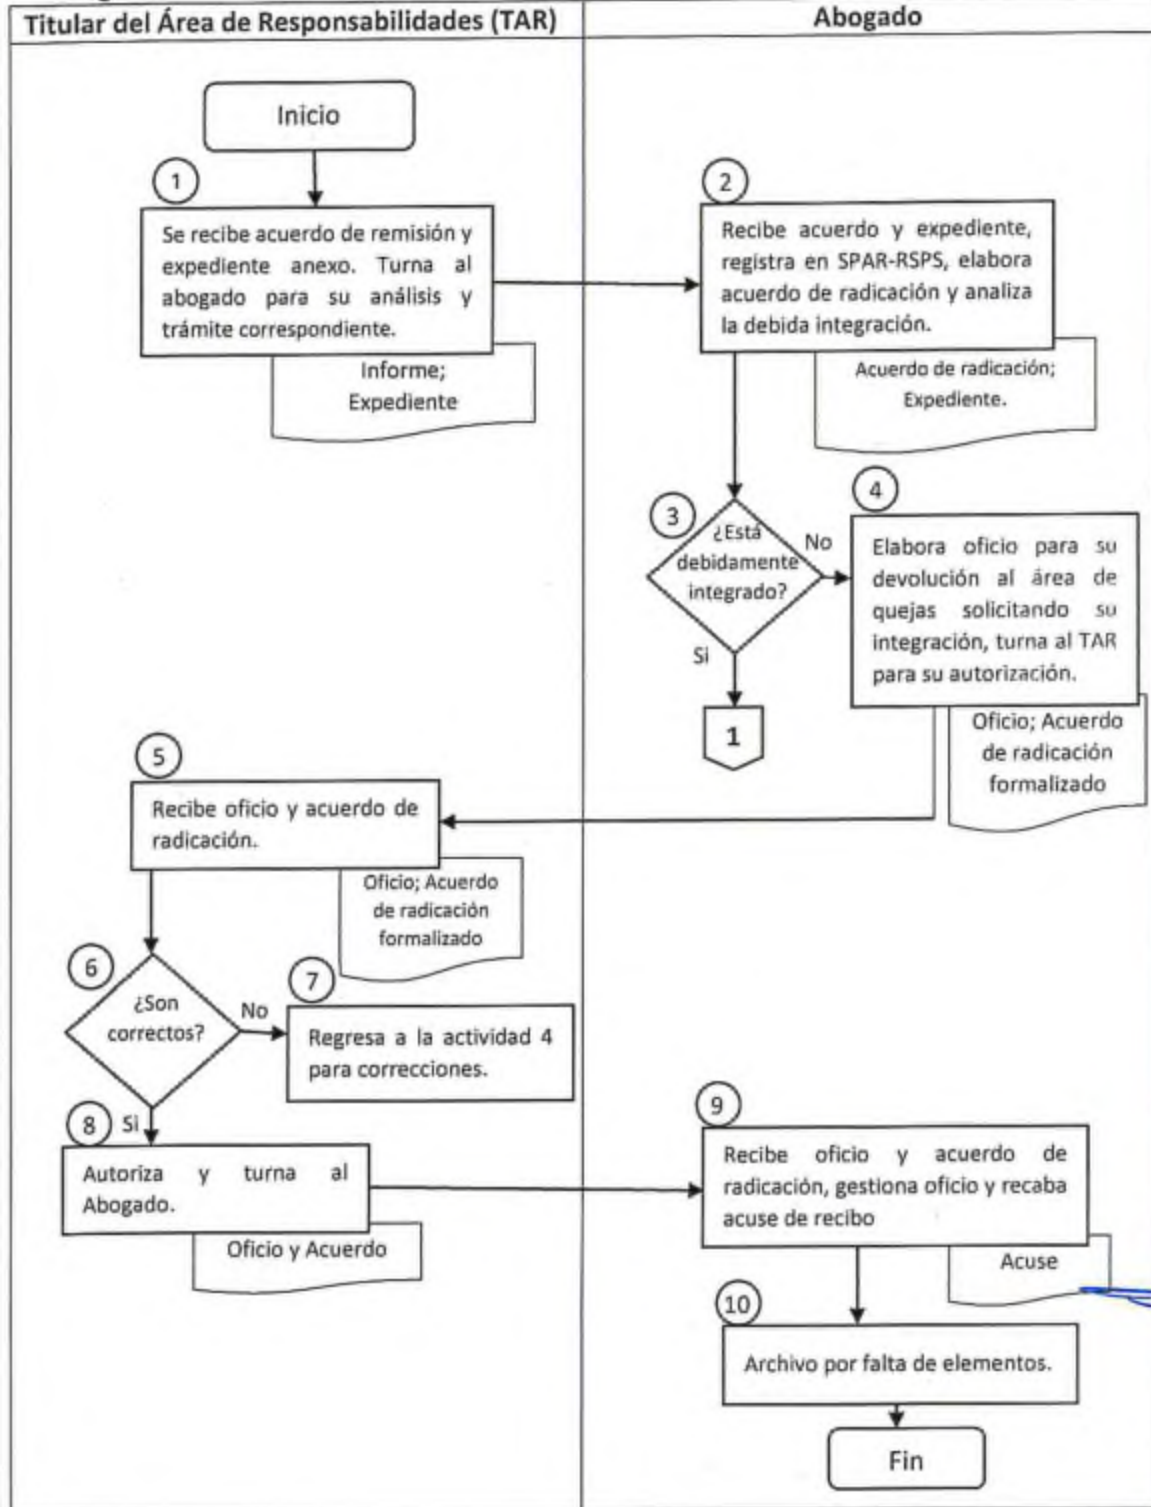 Titular del Área de Responsabilidades (TAR)
Abogado
Inicio
1
Se recibe acuerdo de remisión y
expediente anexo. Turna al
abogado para su análisis y
trámite correspondiente.
Informe;
Expediente
2
Recibe acuerdo y expediente,
registra en SPAR-RSPS, elabora
acuerdo de radicación y analiza
la debida integración.
Acuerdo de radicación;
Expediente.
3
¿Está
debidamente
integrado?
No
Si
1
4
Elabora oficio para su
devolución al área de
quejas solicitando su
integración, turna al TAR
para su autorización.
Oficio; Acuerdo
de radicación
formalizado
5
Recibe oficio y acuerdo de
radicación.
Oficio; Acuerdo
de radicación
formalizado
6
¿Son
correctos?
No
Si
7
Regresa a la actividad 4
para correcciones.
8
Autoriza y turna al
Abogado.
Oficio y Acuerdo
9
Recibe oficio y acuerdo de
radicación, gestiona oficio y recaba
acuse de recibo
Acuse
10
Archivo por falta de elementos.
Fin